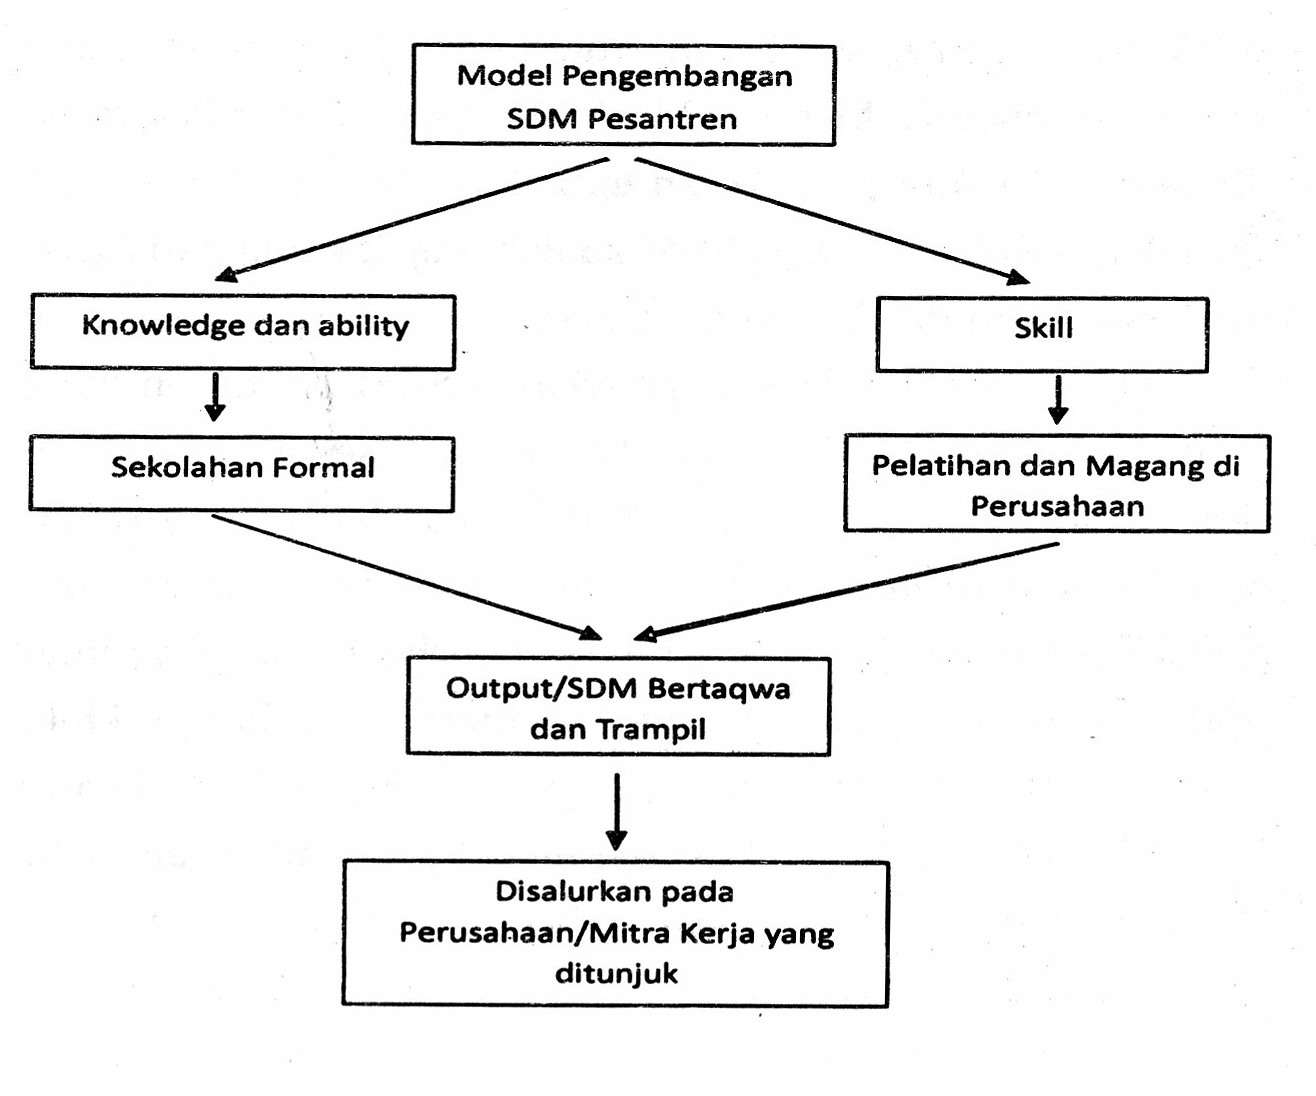 Model Pengembangan
SDM Pesantren
Knowledge dan ability
Skill
Sekolahan Formal
Pelatihan dan Magang di
Perusahaan
Output/SDM Bertaqwa
dan Trampil
Disalurkan pada
Perusahaan/Mitra Kerja yang
ditunjuk